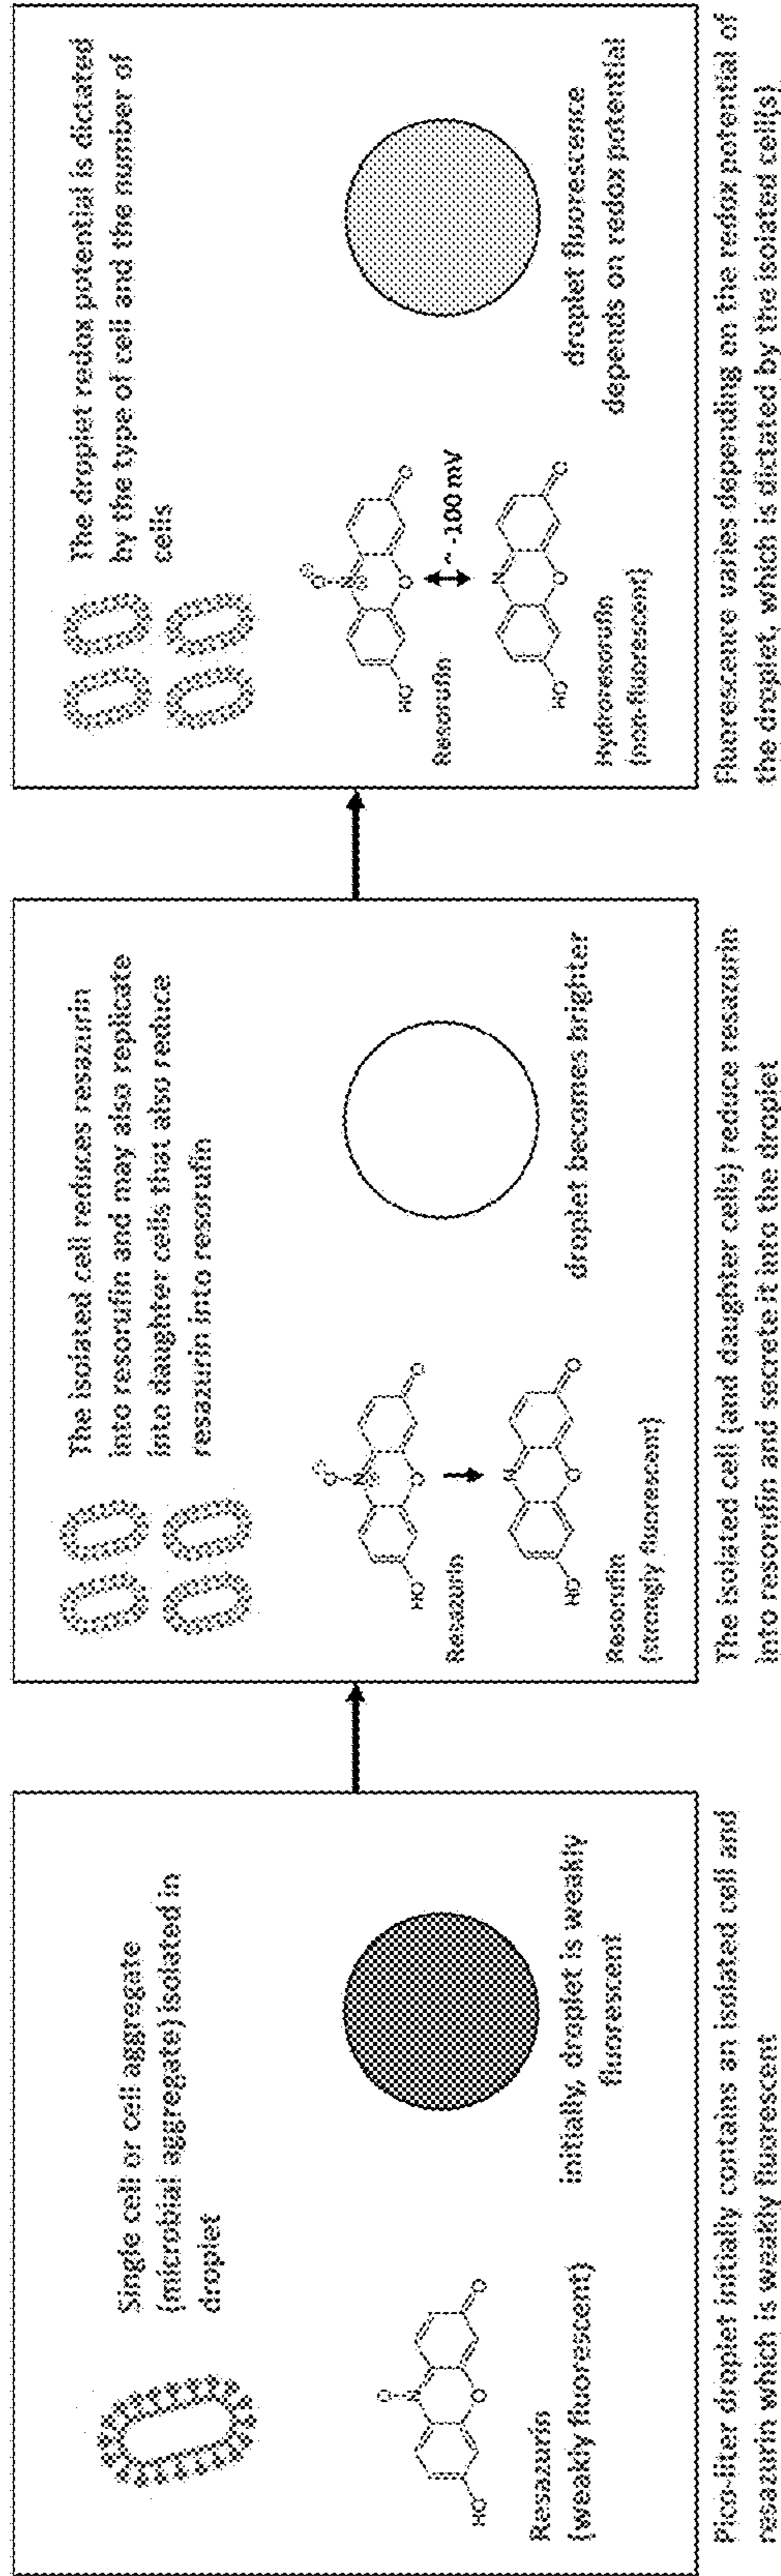 Single cell or cell aggregate
(microbial aggregate) isolated in
droplet
O
N
HO
O
O
Resazurin
(weakly fluorescent)
initially, droplet is weakly
fluorescent
Pico-liter droplet initially contains an isolated cell and
resazurin which is weakly fluorescent
The isolated cell reduces resazurin
into resorufin and may also replicate
into daughter cells that also reduce
resazurin into resorufin
O
N
HO
O
O
Resazurin
N
HO
O
O
Resorufin
(strongly fluorescent)
droplet becomes brighter
The isolated cell (and daughter cells) reduce resazurin
into resorufin and secrete it into the droplet
The droplet redox potential is dictated
by the type of cell and the number of
cells
O
N
HO
O
O
Resorufin
~ -100 mV
N
HO
O
O
Hydroresorufin
(non-fluorescent)
droplet fluorescence
depends on redox potential
Fluorescence varies depending on the redox potential of
the droplet, which is dictated by the isolated cell(s)